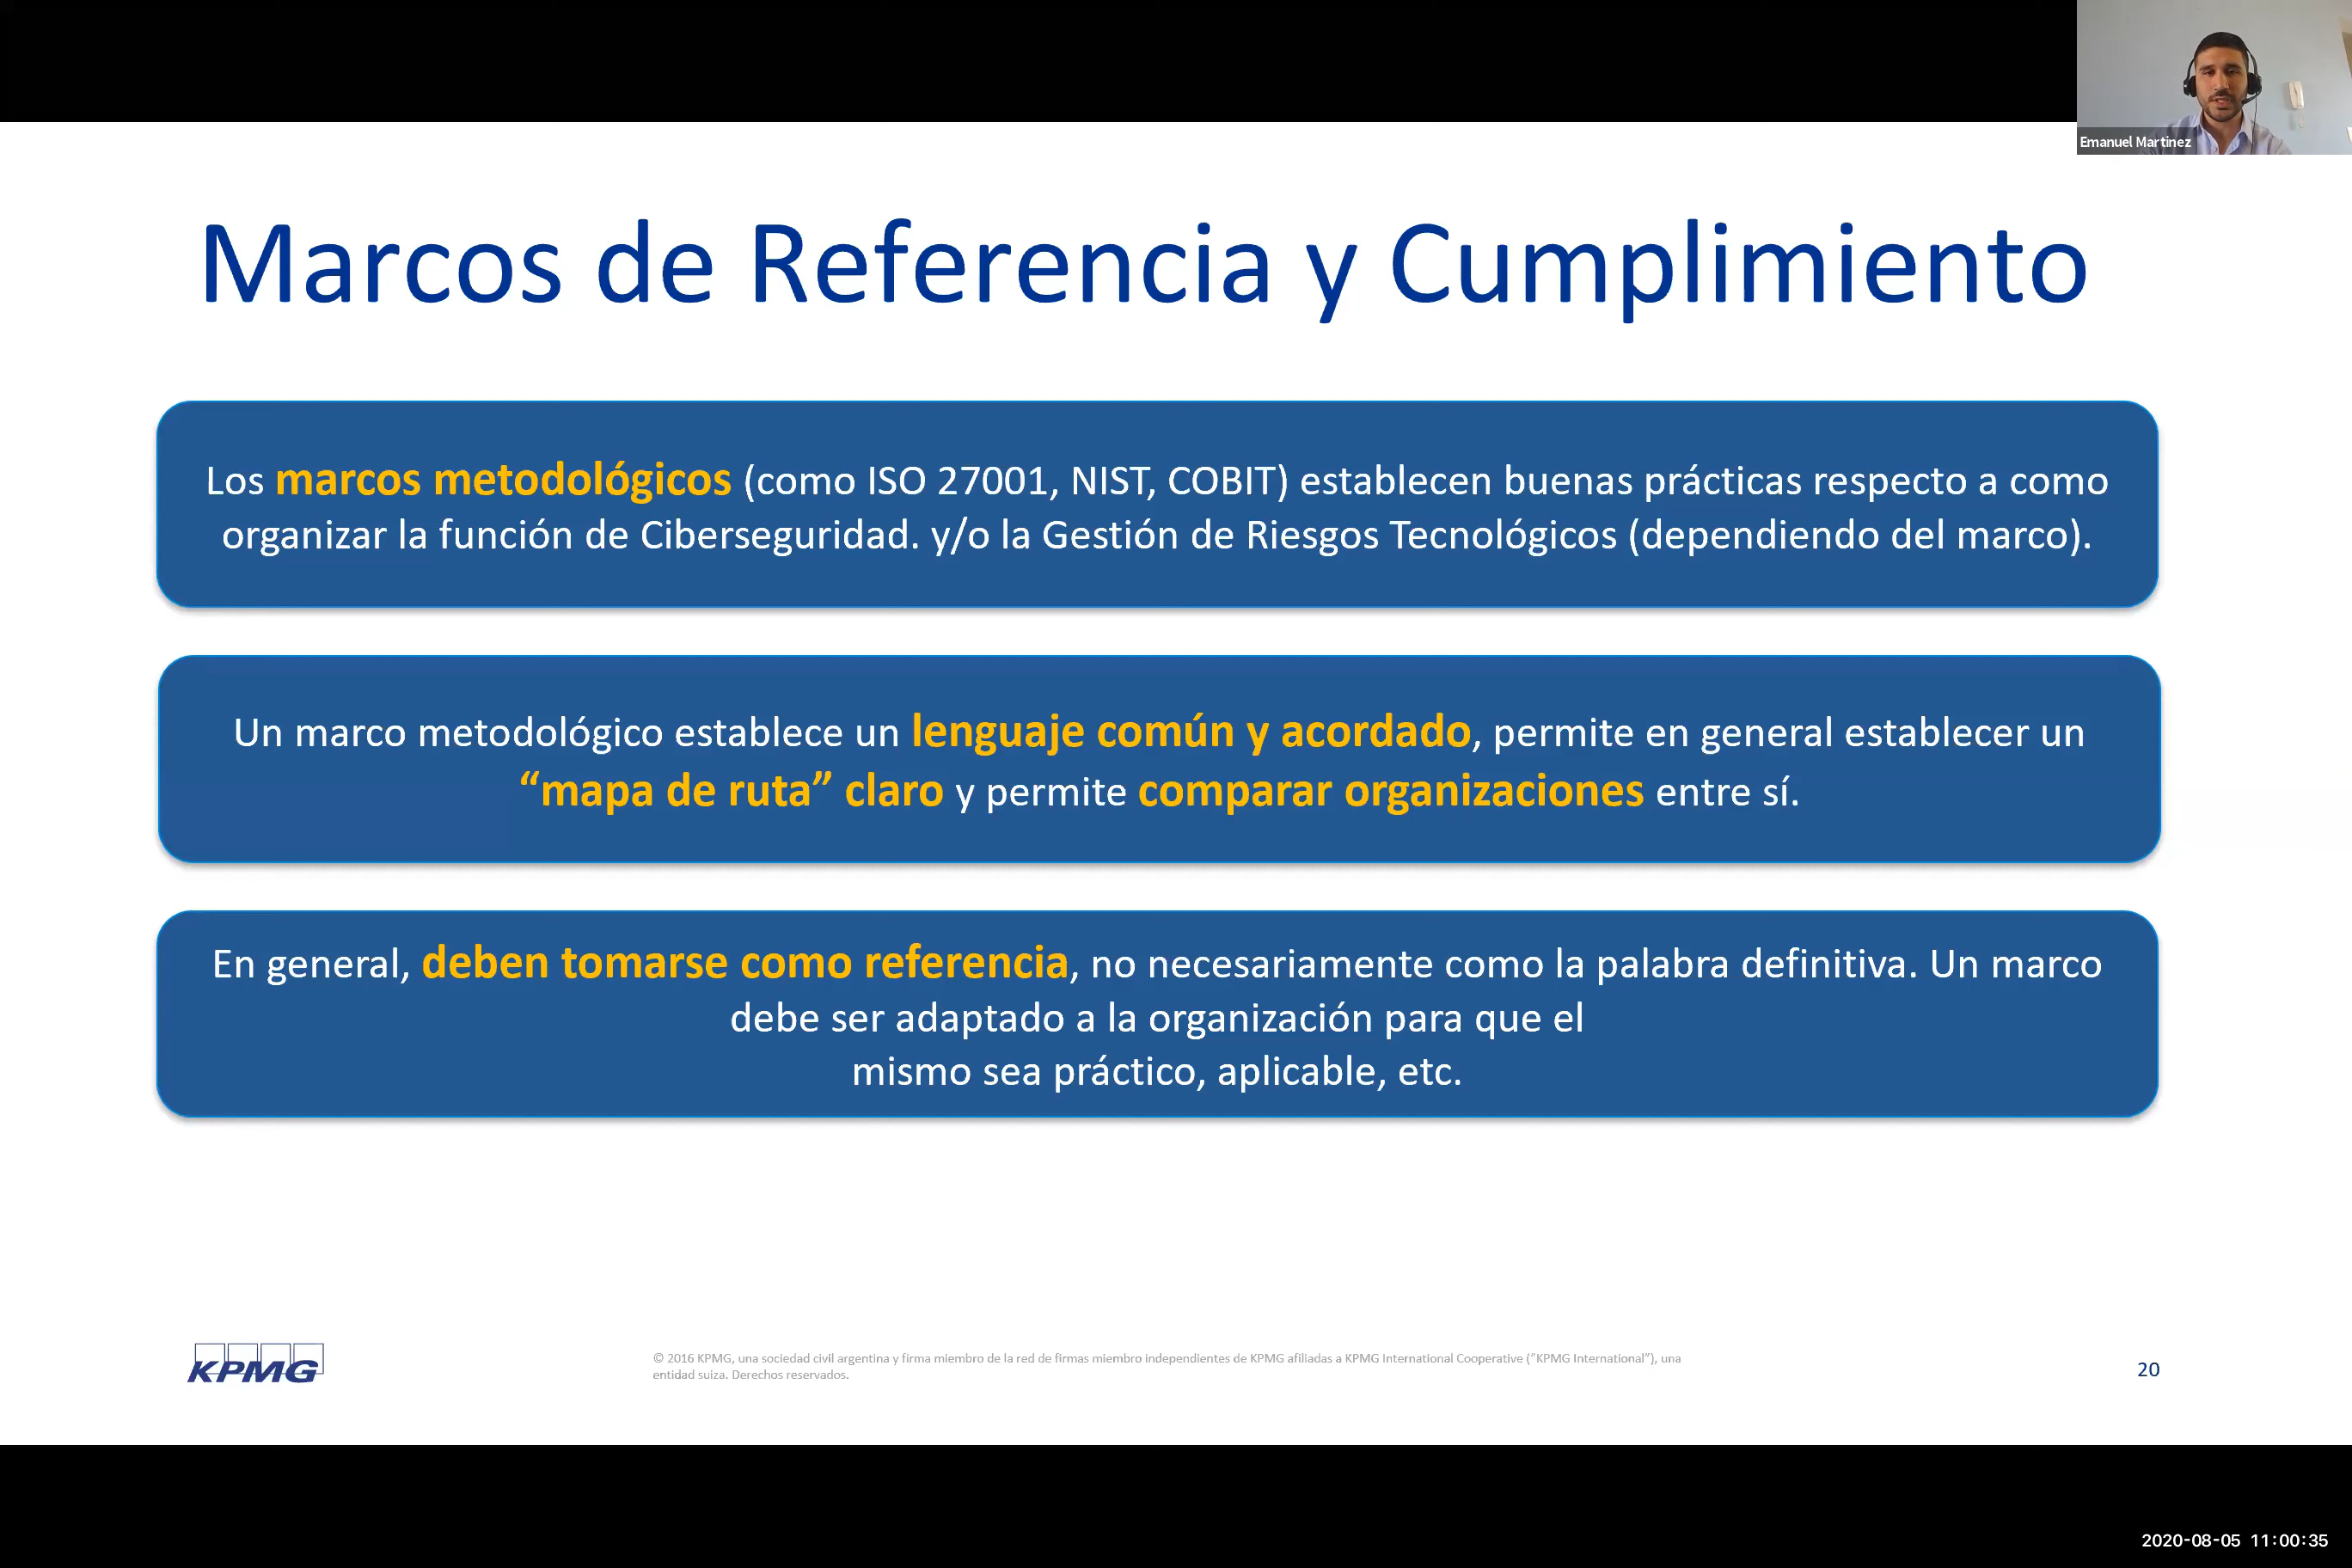 Emanuel Martinez
Marcos de Referencia y Cumplimiento
Los marcos metodológicos (como ISO 27001, NIST, COBIT) establecen buenas prácticas respecto a como
organizar la función de Ciberseguridad. y/o la Gestión de Riesgos Tecnológicos (dependiendo del marco).
Un marco metodológico establece un lenguaje común y acordado, permite en general establecer un
“mapa de ruta” claro y permite comparar organizaciones entre sí.
En general, deben tomarse como referencia, no necesariamente como la palabra definitiva. Un marco
debe ser adaptado a la organización para que el
mismo sea práctico, aplicable, etc.
KPMG
© 2016 KPMG, una sociedad civil argentina y firma miembro de la red de firmas miembro independientes de KPMG afiliadas a KPMG International Cooperative (“KPMG International”), una
entidad suiza. Derechos reservados.
20
2020-08-05 11:00:35